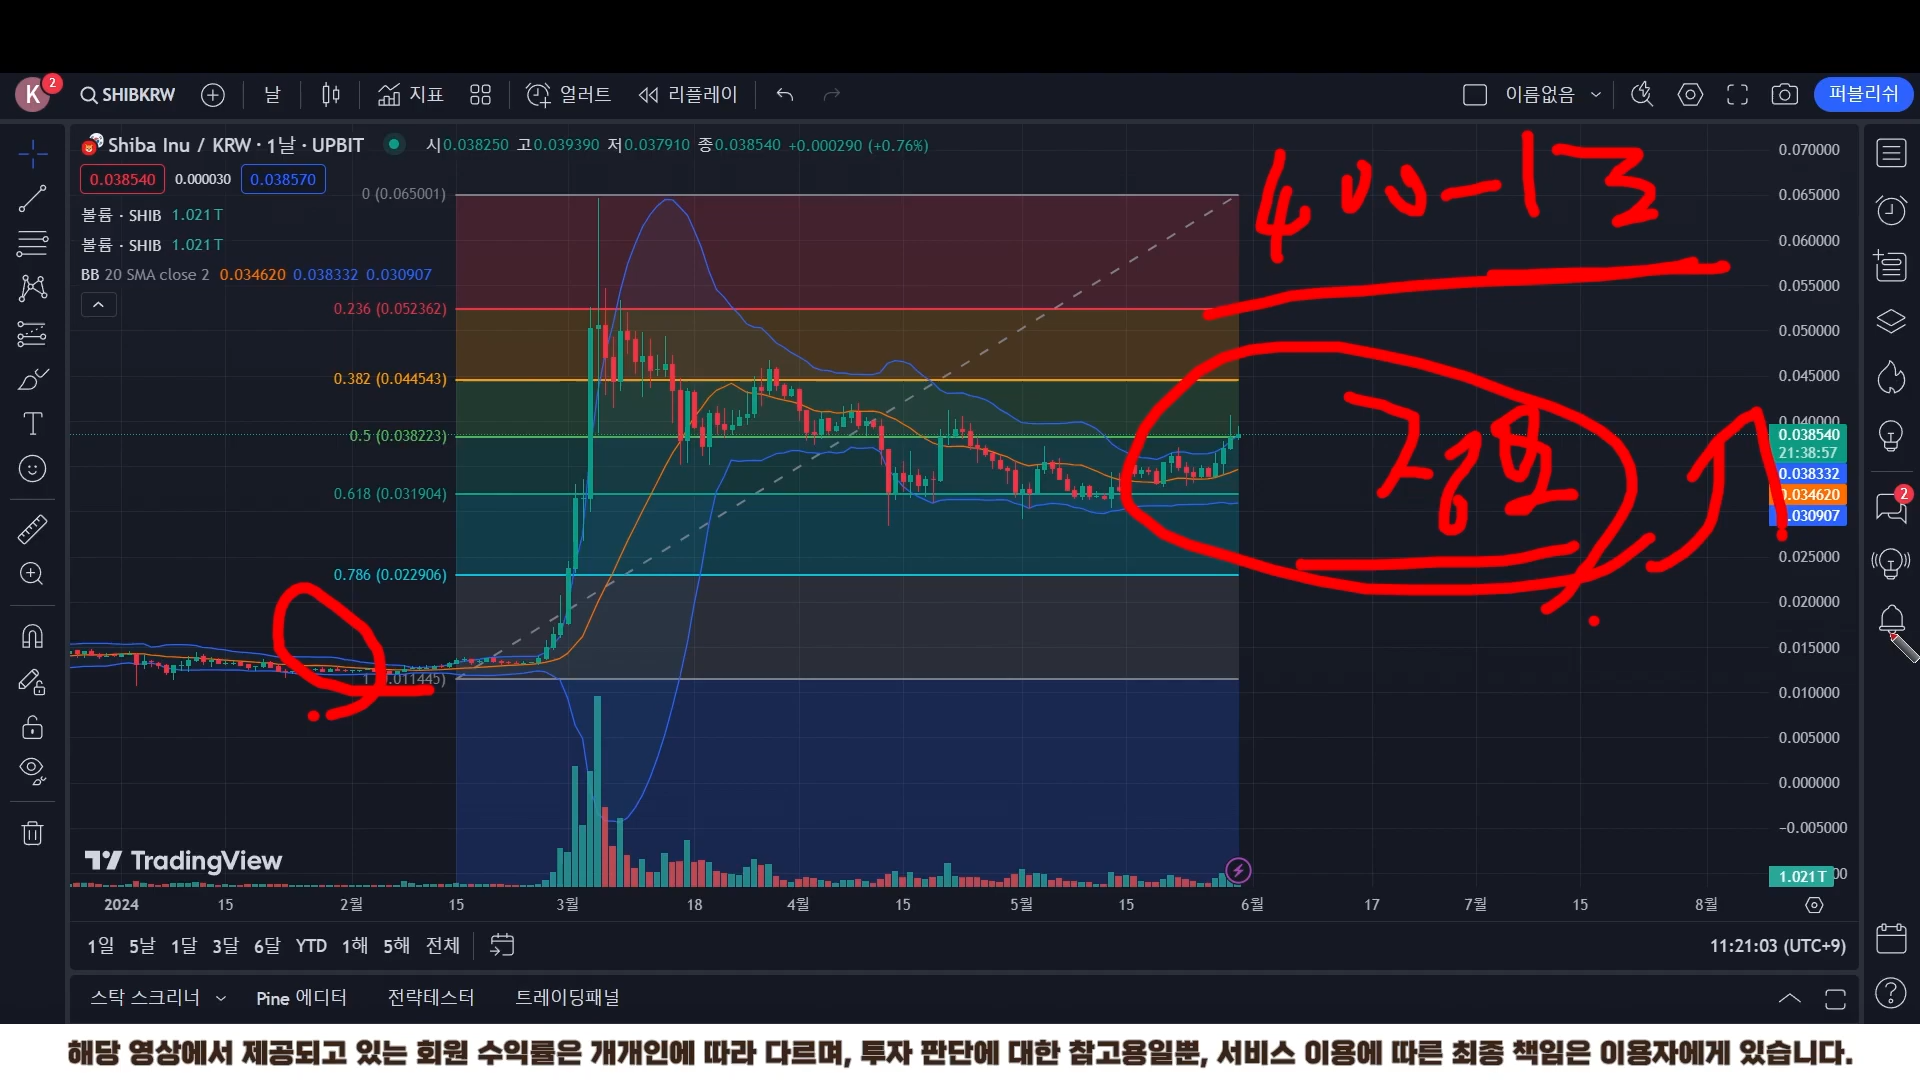 K 2 SHIBKRW 날 지표 얼러트 리플레이 이름없음 퍼블리쉬
Shiba Inu / KRW · 1날 · UPBIT 시0.038250 고0.039390 저0.037910 종0.038540 +0.000290 (+0.76%)
0.038540 0.000030 0.038570
볼륨 · SHIB 1.021 T
볼륨 · SHIB 1.021 T
BB 20 SMA close 2 0.034620 0.038332 0.030907
0 (0.065001)
0.236 (0.052362)
0.382 (0.044543)
0.5 (0.038223)
0.618 (0.031904)
0.786 (0.022906)
0.070000
0.065000
0.060000
0.055000
0.050000
0.045000
0.038540
21:38:57
0.038332
0.034620
0.030907
2
0.025000
0.020000
0.015000
0.010000
0.005000
0.000000
−0.005000
1.021 T
TradingView
2024 15 2월 15 3월 18 4월 15 5월 15 6월 17 7월 15 8월
1일 5날 1달 3달 6달 YTD 1해 5해 전체 11:21:03 (UTC+9)
스탁 스크리너 Pine 에디터 전략테스터 트레이딩패널
해당 영상에서 제공되고 있는 회원 수익률은 개개인에 따라 다르며, 투자 판단에 대한 참고용일뿐, 서비스 이용에 따른 최종 책임은 이용자에게 있습니다.